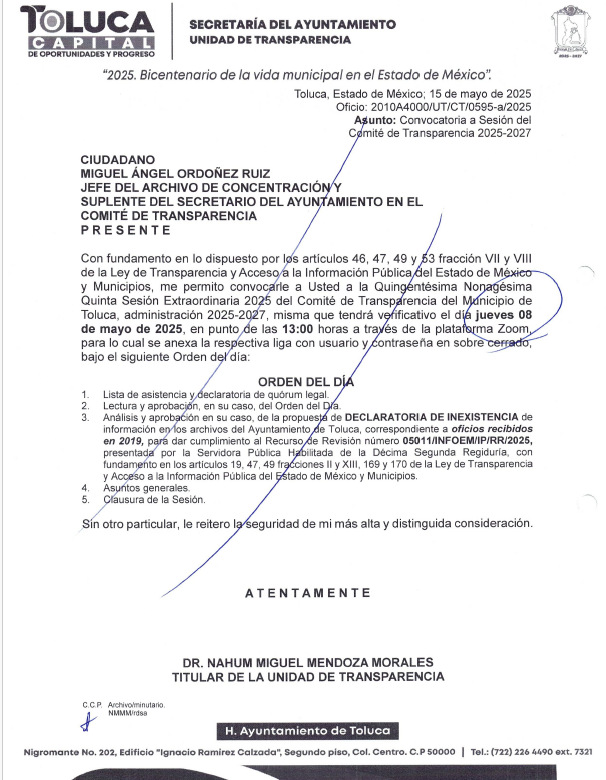 TOLUCA
CAPITAL
DE OPORTUNIDADES Y PROGRESO
SECRETARÍA DEL AYUNTAMIENTO
UNIDAD DE TRANSPARENCIA
2025 - 2027
"2025. Bicentenario de la vida municipal en el Estado de México".
Toluca, Estado de México; 15 de mayo de 2025
Oficio: 2010A4000/UT/CT/0595-a/2025
Asunto: Convocatoria a Sesión del
Comité de Transparencia 2025-2027
CIUDADANO
MIGUEL ÁNGEL ORDOÑEZ RUIZ
JEFE DEL ARCHIVO DE CONCENTRACIÓN Y
SUPLENTE DEL SECRETARIO DEL AYUNTAMIENTO EN EL
COMITÉ DE TRANSPARENCIA
P R E S E N T E
Con fundamento en lo dispuesto por los artículos 46, 47, 49 y 53 fracción VII y VIII
de la Ley de Transparencia y Acceso a la Información Pública del Estado de México
y Municipios, me permito convocarle a Usted a la Quingentésima Nonagésima
Quinta Sesión Extraordinaria 2025 del Comité de Transparencia del Municipio de
Toluca, administración 2025-2027, misma que tendrá verificativo el día jueves 08
de mayo de 2025, en punto de las 13:00 horas a través de la plataforma Zoom,
para lo cual se anexa la respectiva liga con usuario y contraseña en sobre cerrado,
bajo el siguiente Orden del día:
ORDEN DEL DÍA
1. Lista de asistencia y declaratoria de quórum legal.
2. Lectura y aprobación, en su caso, del Orden del Día.
3. Análisis y aprobación en su caso, de la propuesta de DECLARATORIA DE INEXISTENCIA de
información en los archivos del Ayuntamiento de Toluca, correspondiente a oficios recibidos
en 2019, para dar cumplimiento al Recurso de Revisión número 05011/INFOEM/IP/RR/2025,
presentada por la Servidora Pública Habilitada de la Décima Segunda Regiduría, con
fundamento en los artículos 19, 47, 49 fracciones II y XIII, 169 y 170 de la Ley de Transparencia
y Acceso a la Información Pública del Estado de México y Municipios.
4. Asuntos generales.
5. Clausura de la Sesión.
Sin otro particular, le reitero la seguridad de mi más alta y distinguida consideración.
A T E N T A M E N T E
DR. NAHUM MIGUEL MENDOZA MORALES
TITULAR DE LA UNIDAD DE TRANSPARENCIA
C.C.P. Archivo/minutario.
NMMM/rdsa
H. Ayuntamiento de Toluca
Nigromante No. 202, Edificio "Ignacio Ramírez Calzada", Segundo piso, Col. Centro. C.P 50000 | Tel.: (722) 226 4490 ext. 7321